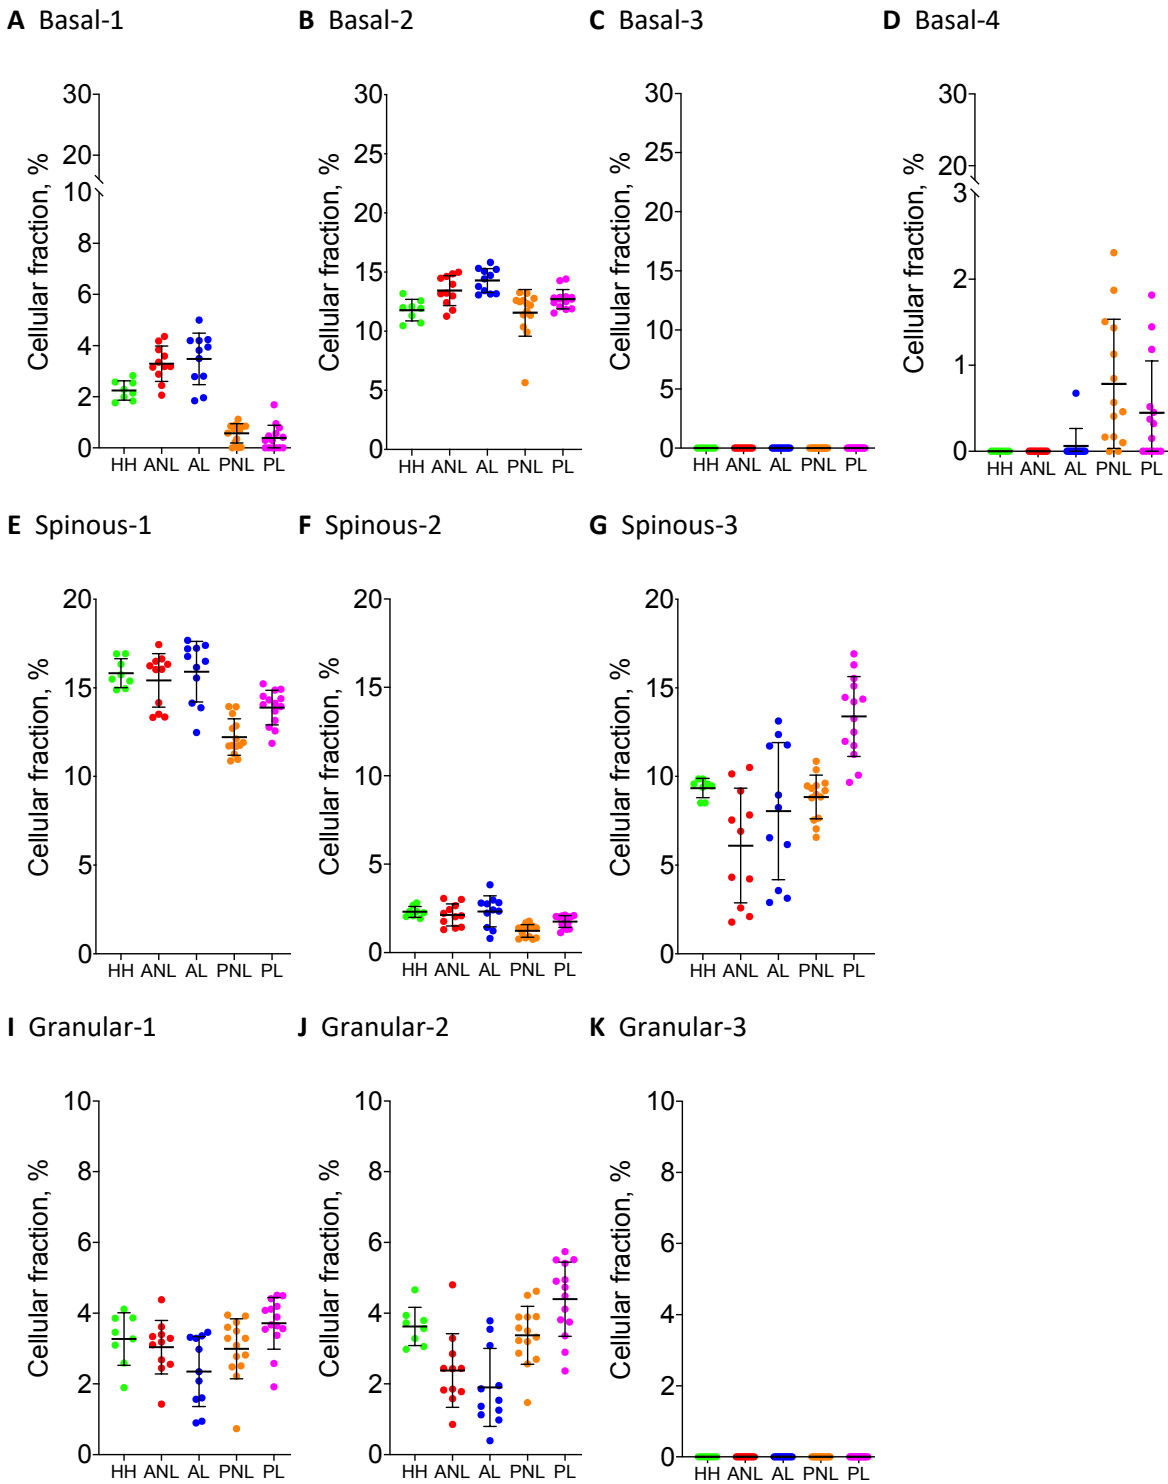 A Basal-1
B Basal-2
C Basal-3
D Basal-4
Cellular fraction, %
30
20
10
8
6
4
2
0
HH ANL AL PNL PL
Cellular fraction, %
30
25
20
15
10
5
0
HH ANL AL PNL PL
Cellular fraction, %
30
25
20
15
10
5
0
HH ANL AL PNL PL
Cellular fraction, %
30
20
3
2
1
0
HH ANL AL PNL PL
E Spinous-1
F Spinous-2
G Spinous-3
Cellular fraction, %
20
15
10
5
0
HH ANL AL PNL PL
Cellular fraction, %
20
15
10
5
0
HH ANL AL PNL PL
Cellular fraction, %
20
15
10
5
0
HH ANL AL PNL PL
I Granular-1
J Granular-2
K Granular-3
Cellular fraction, %
10
8
6
4
2
0
HH ANL AL PNL PL
Cellular fraction, %
10
8
6
4
2
0
HH ANL AL PNL PL
Cellular fraction, %
10
8
6
4
2
0
HH ANL AL PNL PL